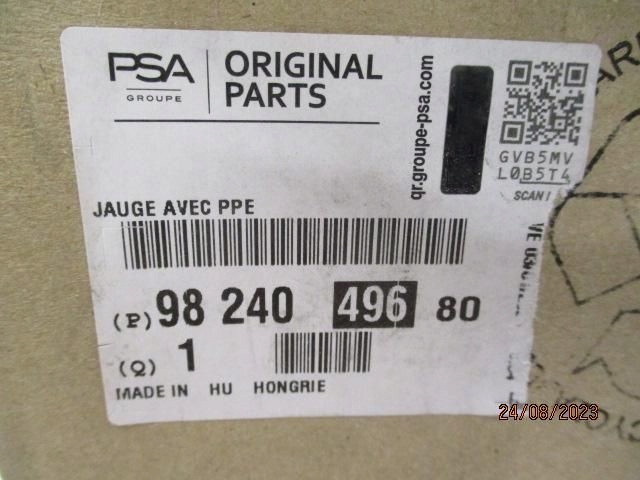 PSA
GROUPE
ORIGINAL
PARTS
qr.groupe-psa.com
GVB5MV
L0B5T4
SCAN
JAUGE AVEC PPE
(P) 98 240 496 80
(Q) 1
MADE IN HU HONGRIE
24/08/2023